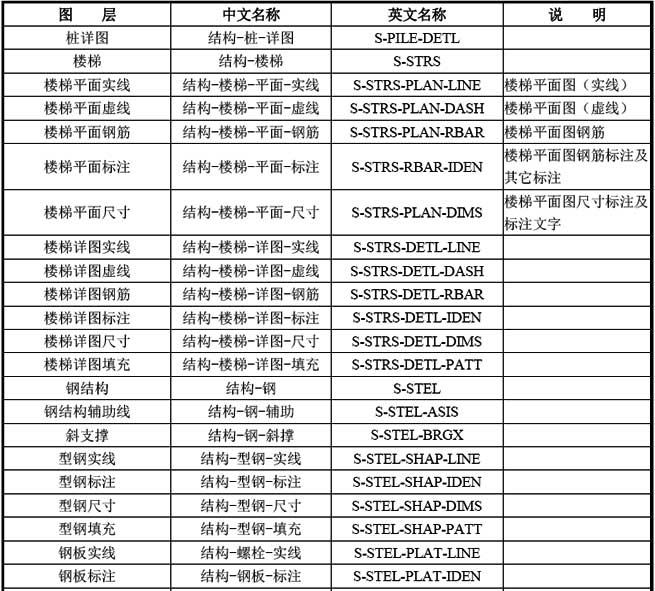 图 层 中文名称 英文名称 说 明
桩详图 结构-桩-详图 S-PILE-DETL
楼梯 结构-楼梯 S-STRS
楼梯平面实线 结构-楼梯-平面-实线 S-STRS-PLAN-LINE 楼梯平面图（实线）
楼梯平面虚线 结构-楼梯-平面-虚线 S-STRS-PLAN-DASH 楼梯平面图（虚线）
楼梯平面钢筋 结构-楼梯-平面-钢筋 S-STRS-PLAN-RBAR 楼梯平面图钢筋
楼梯平面标注 结构-楼梯-平面-标注 S-STRS-RBAR-IDEN 楼梯平面图钢筋标注及
其它标注
楼梯平面尺寸 结构-楼梯-平面-尺寸 S-STRS-PLAN-DIMS 楼梯平面图尺寸标注及
标注文字
楼梯详图实线 结构-楼梯-详图-实线 S-STRS-DETL-LINE
楼梯详图虚线 结构-楼梯-详图-虚线 S-STRS-DETL-DASH
楼梯详图钢筋 结构-楼梯-详图-钢筋 S-STRS-DETL-RBAR
楼梯详图标注 结构-楼梯-详图-标注 S-STRS-DETL-IDEN
楼梯详图尺寸 结构-楼梯-详图-尺寸 S-STRS-DETL-DIMS
楼梯详图填充 结构-楼梯-详图-填充 S-STRS-DETL-PATT
钢结构 结构-钢 S-STEL
钢结构辅助线 结构-钢-辅助 S-STEL-ASIS
斜支撑 结构-钢-斜撑 S-STEL-BRGX
型钢实线 结构-型钢-实线 S-STEL-SHAP-LINE
型钢标注 结构-型钢-标注 S-STEL-SHAP-IDEN
型钢尺寸 结构-型钢-尺寸 S-STEL-SHAP-DIMS
型钢填充 结构-型钢-填充 S-STEL-SHAP-PATT
钢板实线 结构-螺栓-实线 S-STEL-PLAT-LINE
钢板标注 结构-钢板-标注 S-STEL-PLAT-IDEN